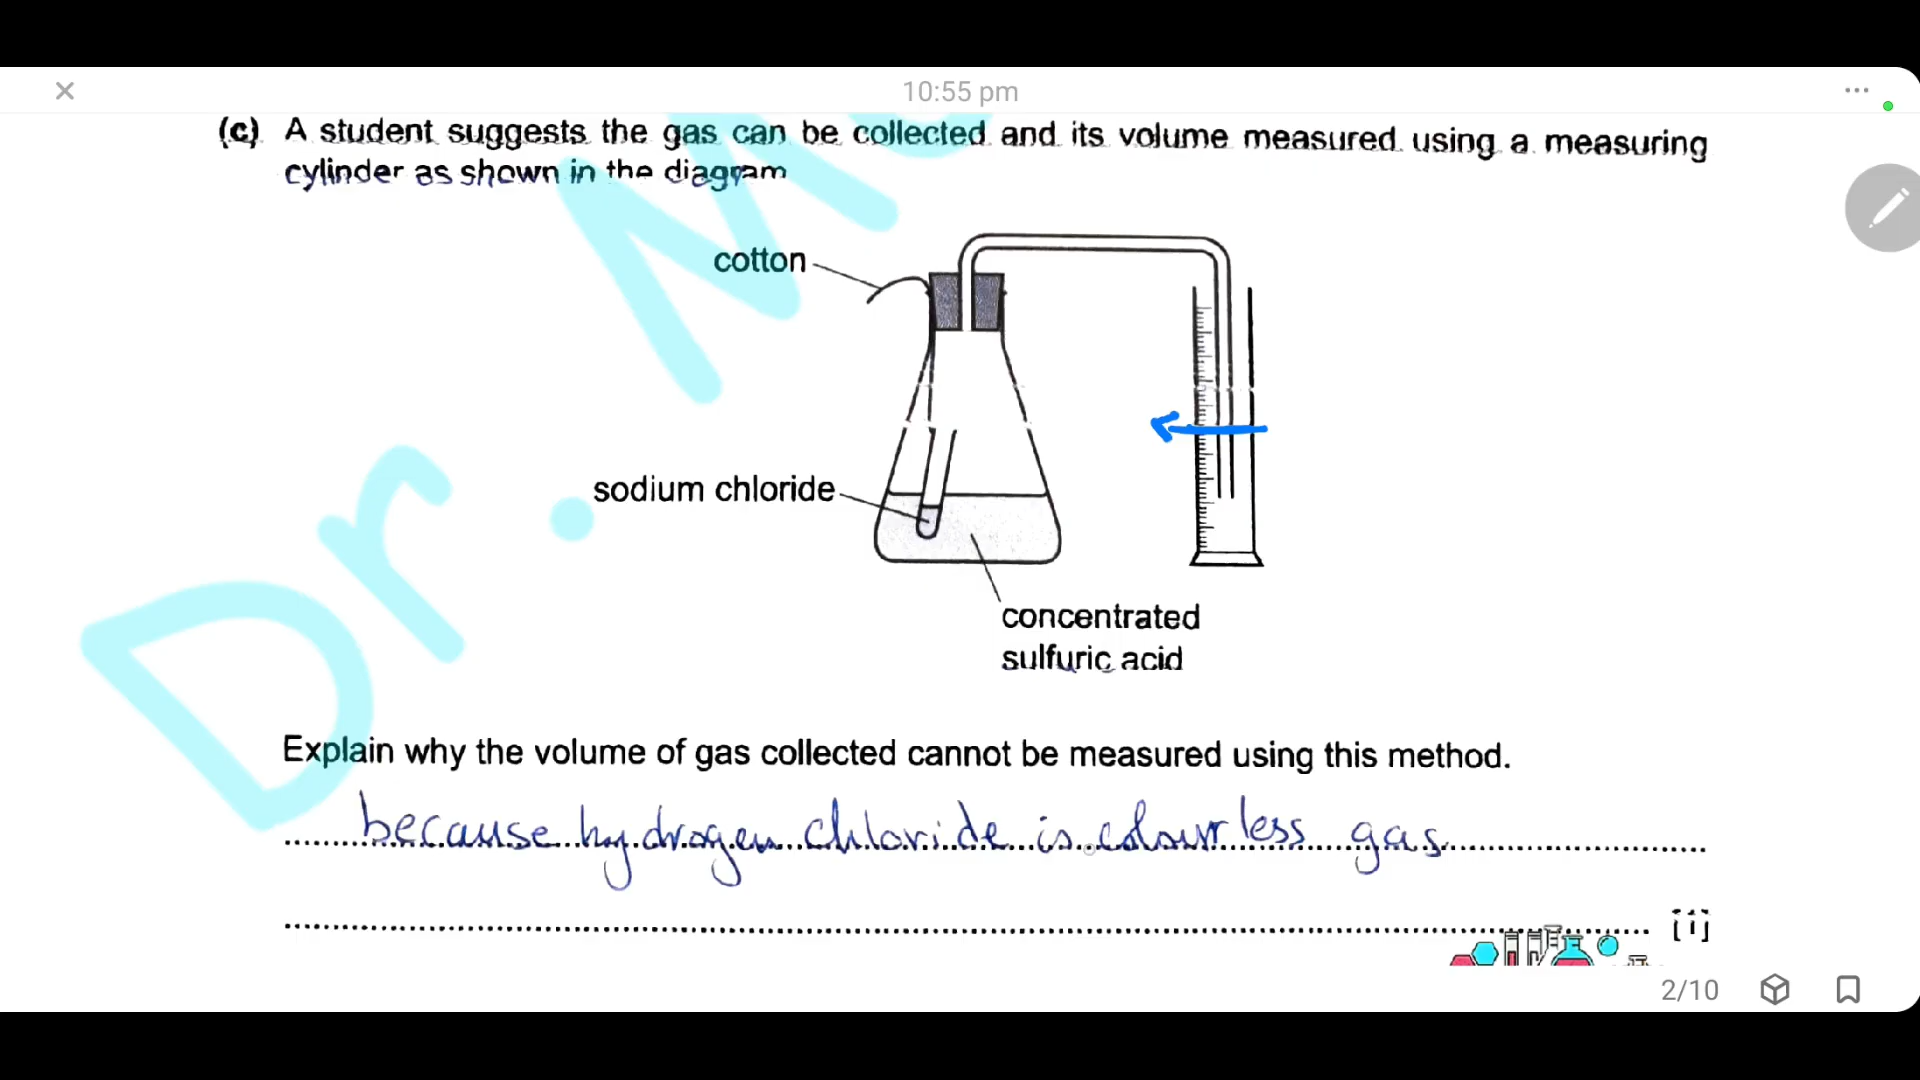 10:55 pm
(c) A student suggests the gas can be collected and its volume measured using a measuring
cylinder as shown in the diagram
cotton
sodium chloride
concentrated
sulfuric acid
Explain why the volume of gas collected cannot be measured using this method.
because hydrogen chloride is colourless gas
[1]
2/10
Dr. Mo